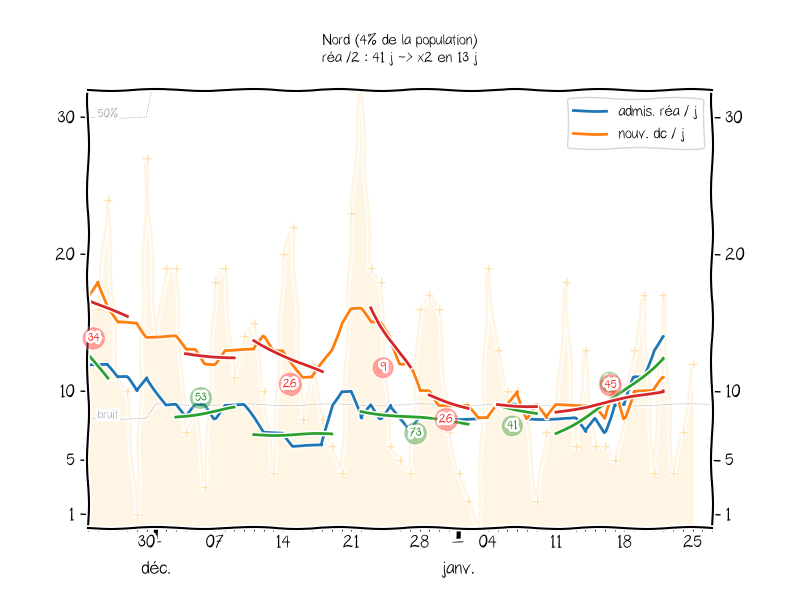 Nord (4% de la population)
réa /2 : 41 j -> x2 en 13 j
admis. réa / j
nouv. dc / j
50%
bruit
30
20
10
5
1
30
20
10
5
1
34
53
26
9
73
26
41
45
30 07 14 21 28 04 11 18 25
déc. janv.